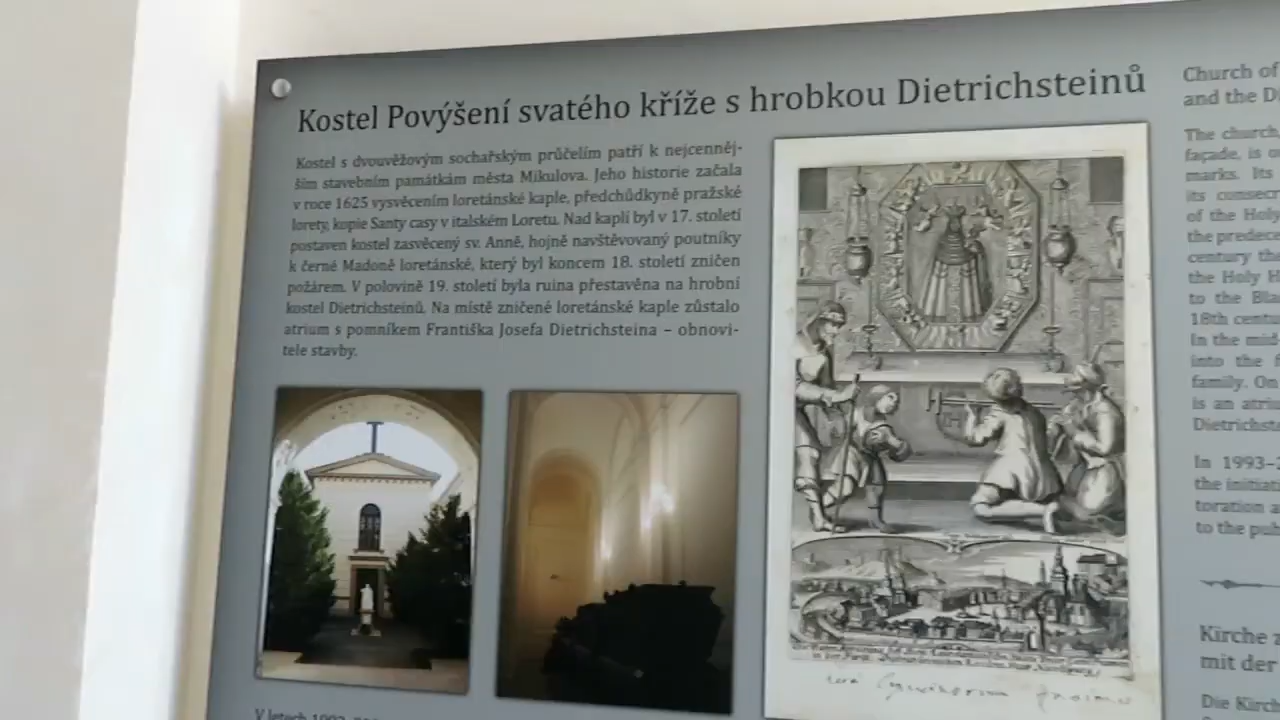 Kostel Povýšení svatého kříže s hrobkou Dietrichsteinů
Kostel s dvouvěžovým sochařským průčelím patří k nejcenněj-
ším stavebním památkám města Mikulova. Jeho historie začala
v roce 1625 vysvěcením loretánské kaple, předchůdkyně pražské
lorety, kopie Santy casy v italském Loretu. Nad kaplí byl v 17. století
postaven kostel zasvěcený sv. Anně, hojně navštěvovaný poutníky
k černé Madoně loretánské, který byl koncem 18. století zničen
požárem. V polovině 19. století byla ruina přestavěna na hrobní
kostel Dietrichsteinů. Na místě zničené loretánské kaple zůstalo
atrium s pomníkem Františka Josefa Dietrichsteina – obnovi-
tele stavby.
V letech
Church of
and the D
The church
façade, is
marks. Its
its consecr
of the Holy
the predece
century the
the Holy H
to the Bla
18th centu
In the mid-
into the f
family. On
is an atriu
Dietrichste
In 1993–
the initiati
toration a
to the pub
Kirche
mit der
Die Kirch